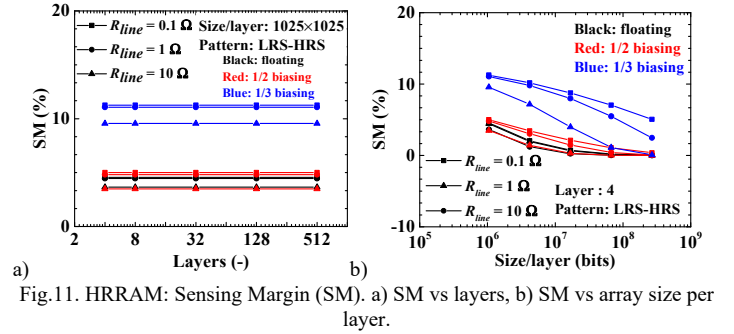 20
10
0
SM (%)
R_line = 0.1 Ω Size/layer: 1025×1025
R_line = 1 Ω Pattern: LRS-HRS
R_line = 10 Ω
Black: floating
Red: 1/2 biasing
Blue: 1/3 biasing
2 8 32 128 512
Layers (-)
a)
20
10
0
-10
SM (%)
Black: floating
Red: 1/2 biasing
Blue: 1/3 biasing
R_line = 0.1 Ω
R_line = 1 Ω
R_line = 10 Ω
Layer : 4
Pattern: LRS-HRS
10^5 10^6 10^7 10^8 10^9
Size/layer (bits)
b)
Fig.11. HRRAM: Sensing Margin (SM). a) SM vs layers, b) SM vs array size per
layer.